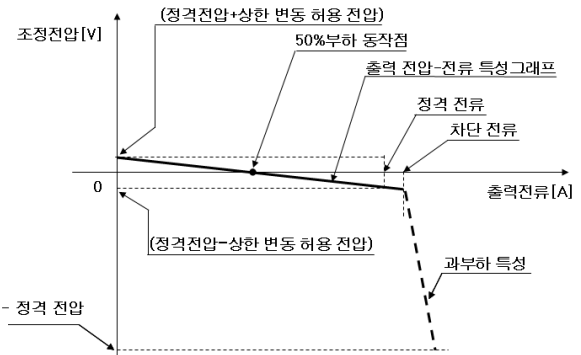 (정격전압+상한 변동 허용 전압)
조정전압[V]
50%부하 동작점
출력 전압-전류 특성그래프
정격 전류
차단 전류
0
출력전류[A]
(정격전압-상한 변동 허용 전압)
과부하 특성
- 정격 전압